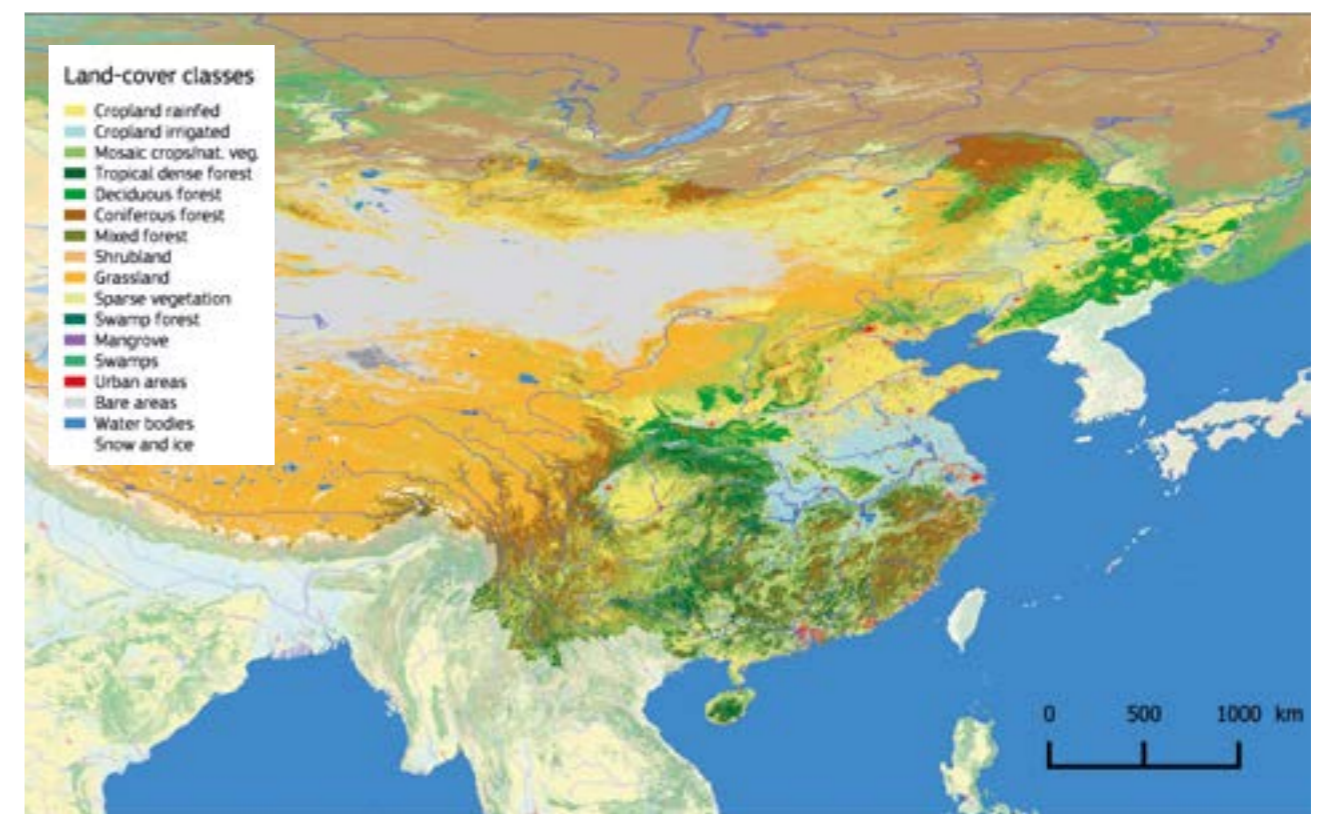 Land-cover classes
Cropland rainfed
Cropland irrigated
Mosaic crops/nat. veg.
Tropical dense forest
Deciduous forest
Coniferous forest
Mixed forest
Shrubland
Grassland
Sparse vegetation
Swamp forest
Mangrove
Swamps
Urban areas
Bare areas
Water bodies
Snow and ice
0 500 1000 km